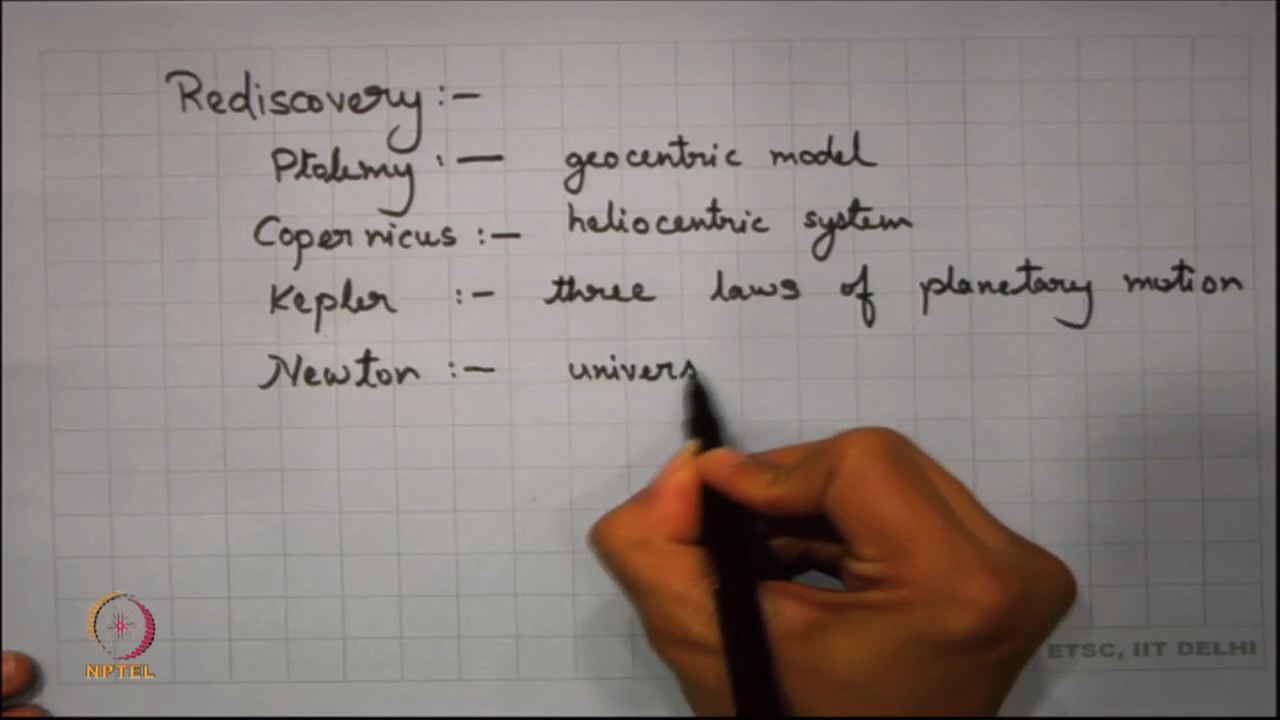 Rediscovery :-
Ptolemy :- geocentric model
Copernicus :- heliocentric system
Kepler :- three laws of planetary motion
Newton :- univers
NPTEL
ETSC, IIT DELHI